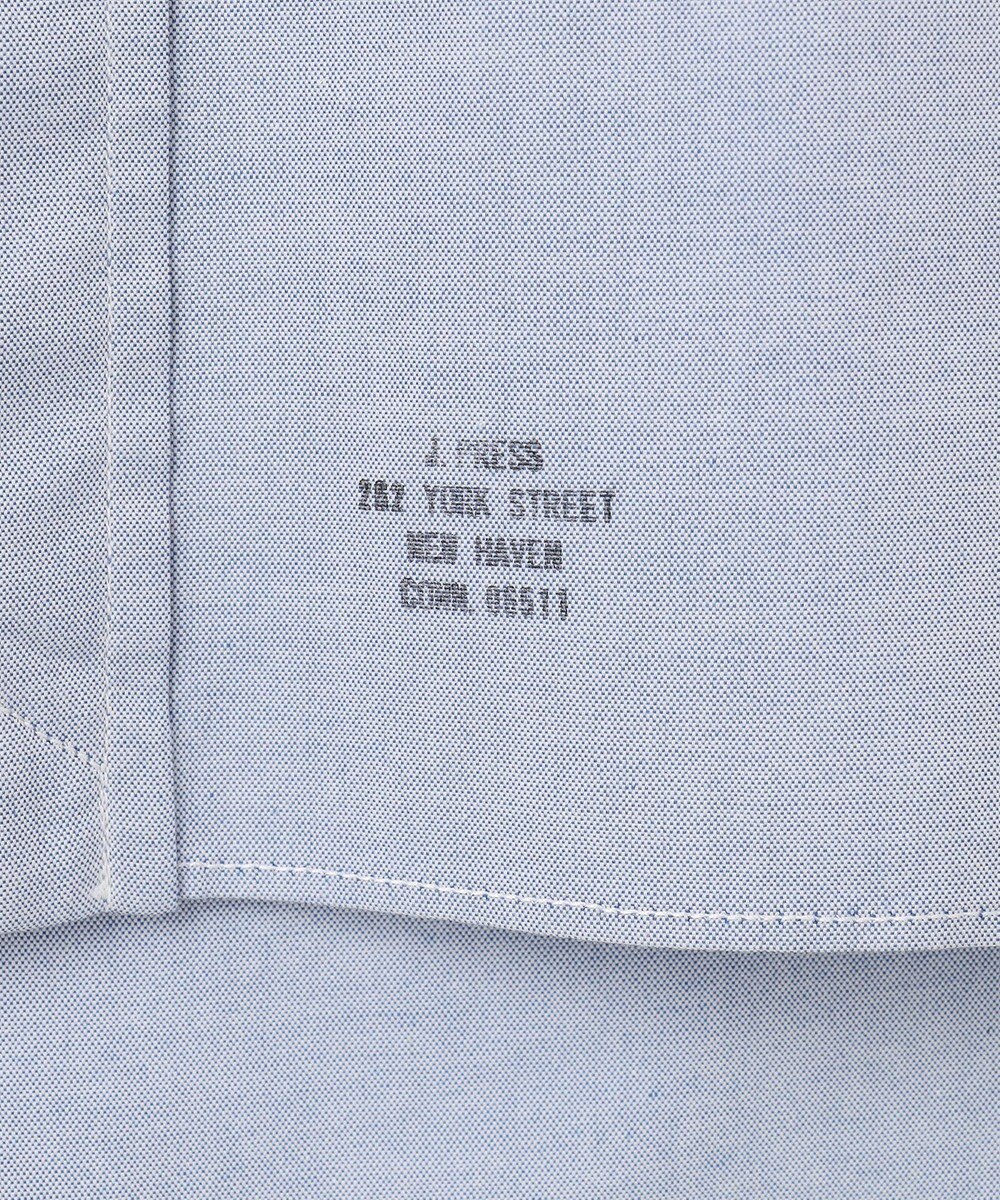 J. PRESS
262 YORK STREET
NEW HAVEN
CONN. 06511